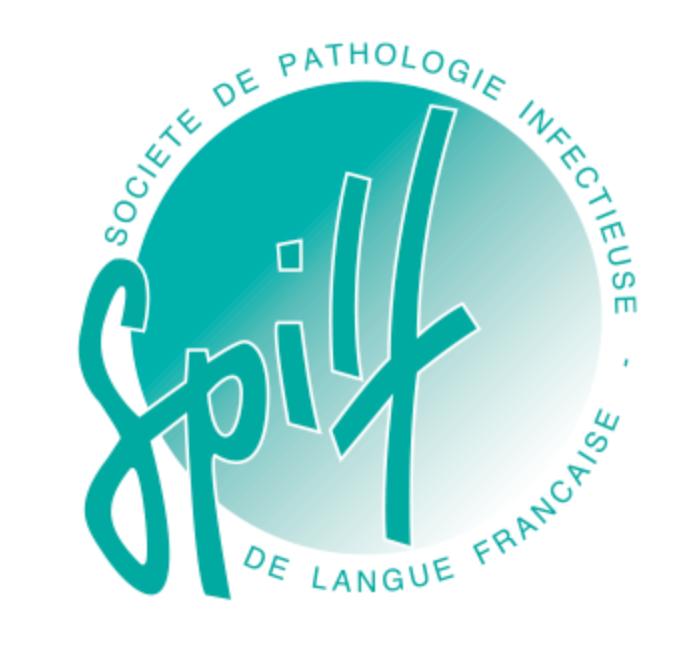 SOCIETE DE PATHOLOGIE INFECTIEUSE -
DE LANGUE FRANCAISE
Spilf